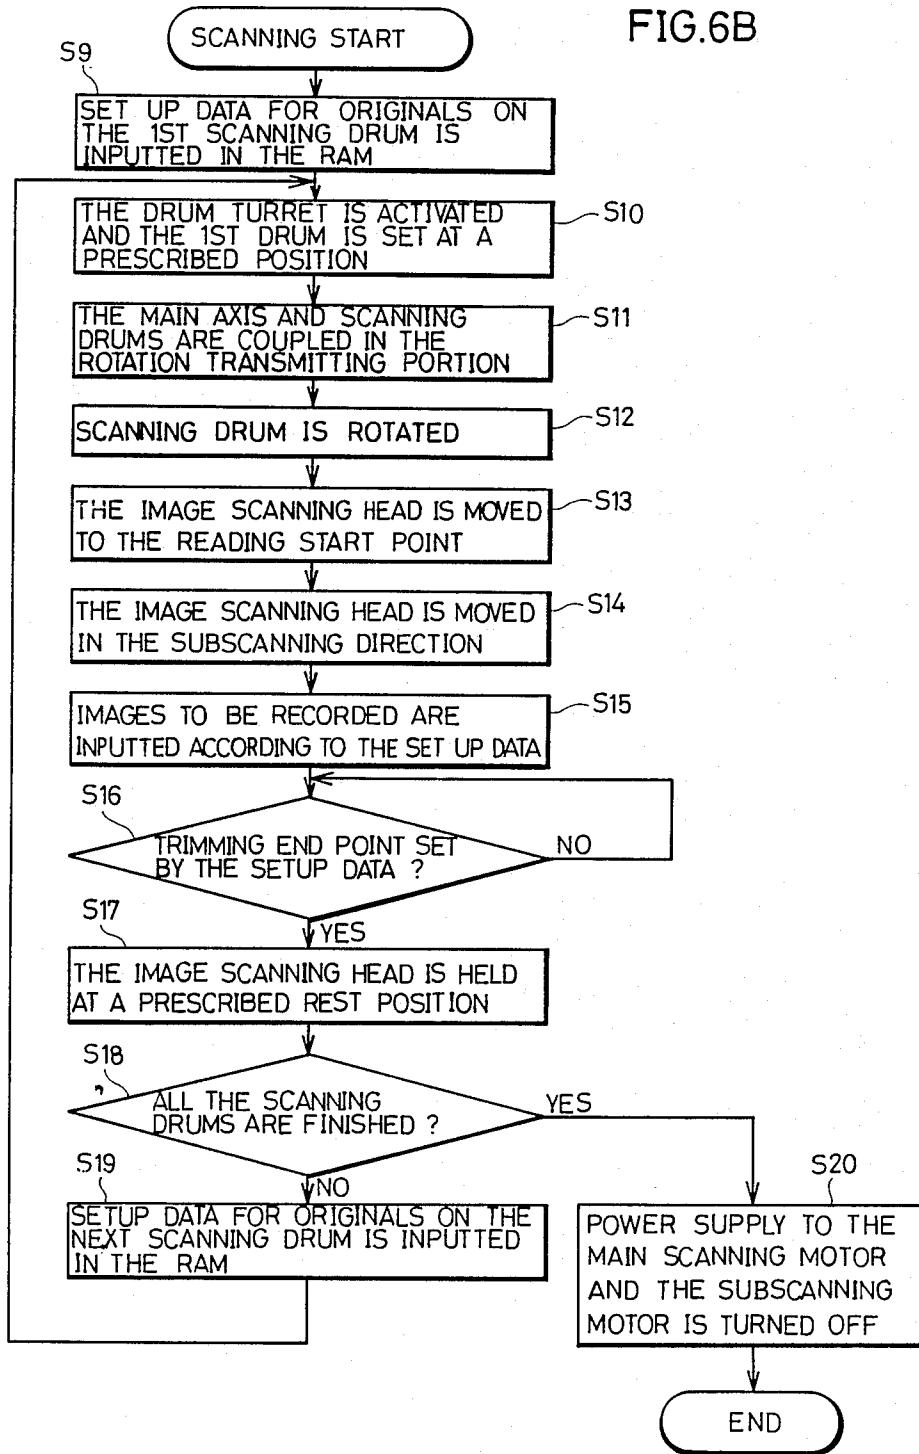 FIG.6B
SCANNING START
S9
SET UP DATA FOR ORIGINALS ON
THE 1ST SCANNING DRUM IS
INPUTTED IN THE RAM
S10
THE DRUM TURRET IS ACTIVATED
AND THE 1ST DRUM IS SET AT A
PRESCRIBED POSITION
S11
THE MAIN AXIS AND SCANNING
DRUMS ARE COUPLED IN THE
ROTATION TRANSMITTING PORTION
S12
SCANNING DRUM IS ROTATED
S13
THE IMAGE SCANNING HEAD IS MOVED
TO THE READING START POINT
S14
THE IMAGE SCANNING HEAD IS MOVED
IN THE SUBSCANNING DIRECTION
S15
IMAGES TO BE RECORDED ARE
INPUTTED ACCORDING TO THE SET UP DATA
S16
TRIMMING END POINT SET
BY THE SETUP DATA ?
NO
YES
S17
THE IMAGE SCANNING HEAD IS HELD
AT A PRESCRIBED REST POSITION
S18
ALL THE SCANNING
DRUMS ARE FINISHED ?
YES
NO
S19
SETUP DATA FOR ORIGINALS ON THE
NEXT SCANNING DRUM IS INPUTTED
IN THE RAM
S20
POWER SUPPLY TO THE
MAIN SCANNING MOTOR
AND THE SUBSCANNING
MOTOR IS TURNED OFF
END